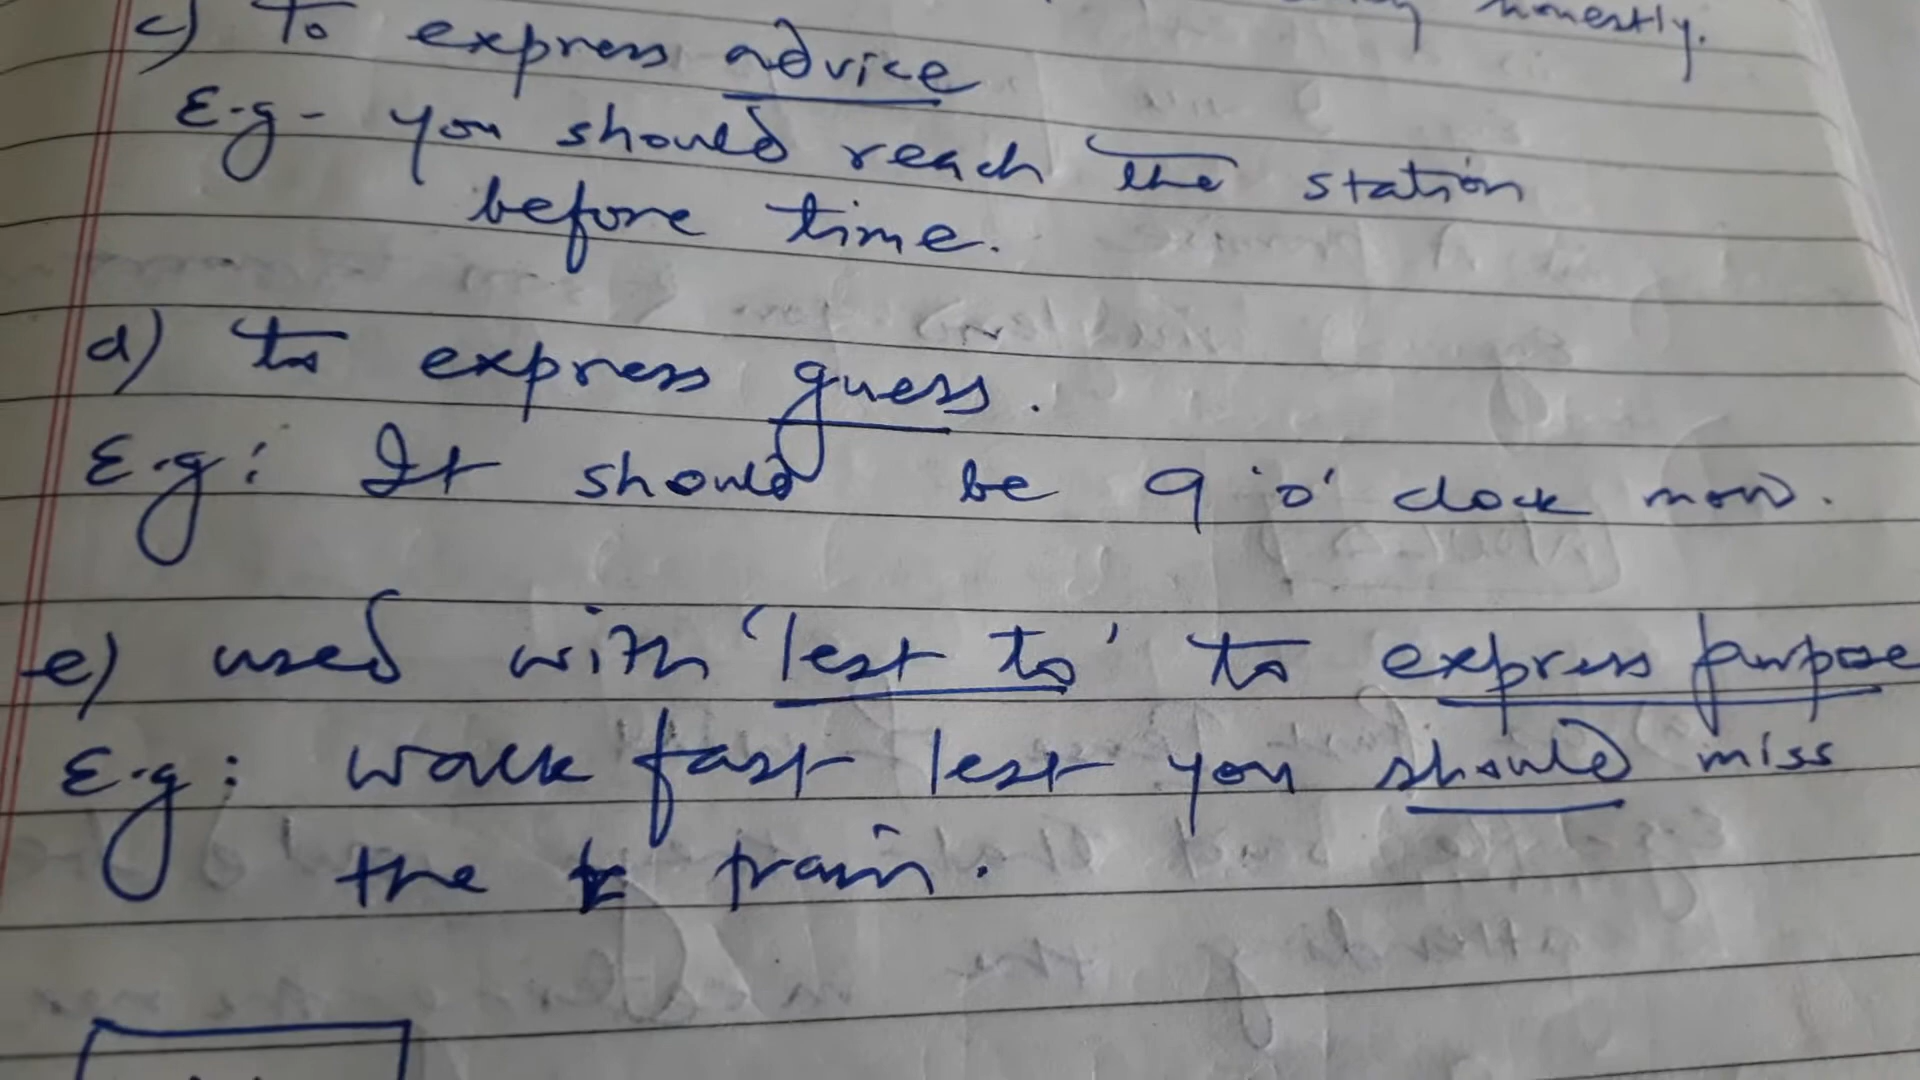 honestly.
c) To express advice
E.g- you should reach the station
before time.
d) to express guess.
E.g: It should be 9 'o' clock now.
e) used with 'lest to' to express purpose
E.g: walk fast lest you should miss
the train.